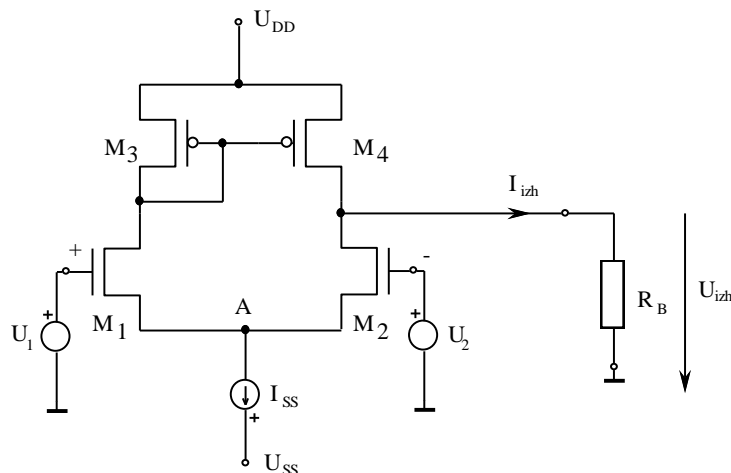 U_DD
M_3
M_4
I_izh
+
-
+
U_1
M_1
A
M_2
+
U_2
R_B
U_izh
I_SS
+
U_SS